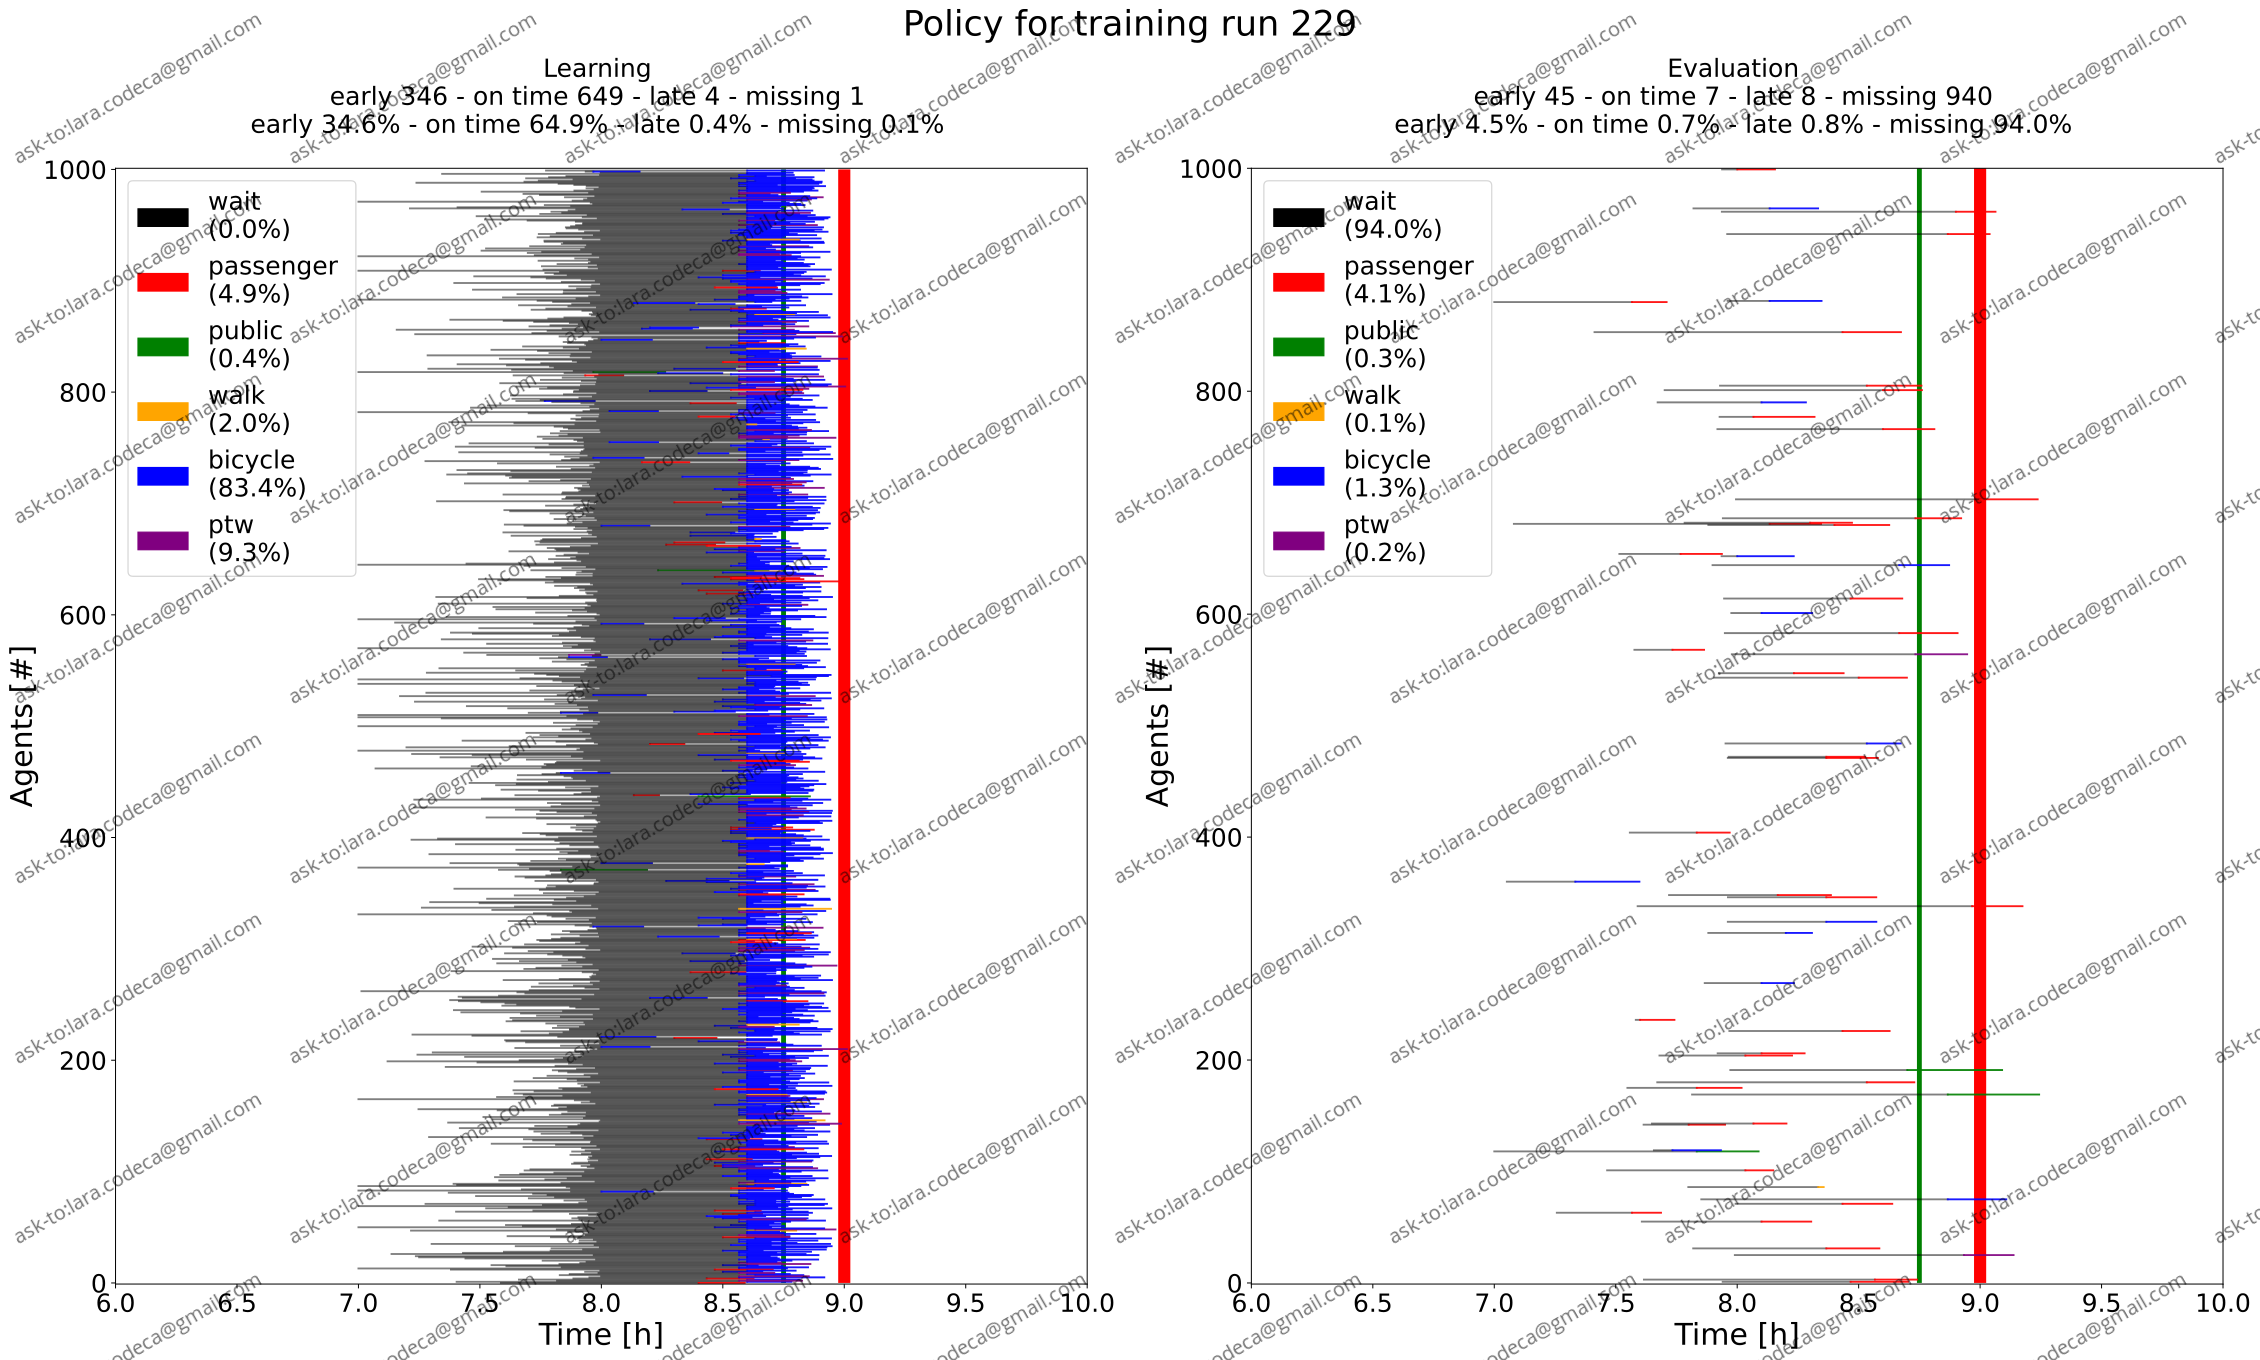 Policy for training run 229
Learning
early 346 - on time 649 - late 4 - missing 1
early 34.6% - on time 64.9% - late 0.4% - missing 0.1%
Evaluation
early 45 - on time 7 - late 8 - missing 940
early 4.5% - on time 0.7% - late 0.8% - missing 94.0%
1000
800
600
400
200
0
Agents [#]
wait
(0.0%)
passenger
(4.9%)
public
(0.4%)
walk
(2.0%)
bicycle
(83.4%)
ptw
(9.3%)
6.0 6.5 7.0 7.5 8.0 8.5 9.0 9.5 10.0
Time [h]
1000
800
600
400
200
0
Agents [#]
wait
(94.0%)
passenger
(4.1%)
public
(0.3%)
walk
(0.1%)
bicycle
(1.3%)
ptw
(0.2%)
6.0 6.5 7.0 7.5 8.0 8.5 9.0 9.5 10.0
Time [h]
ask-to:lara.codeca@gmail.com